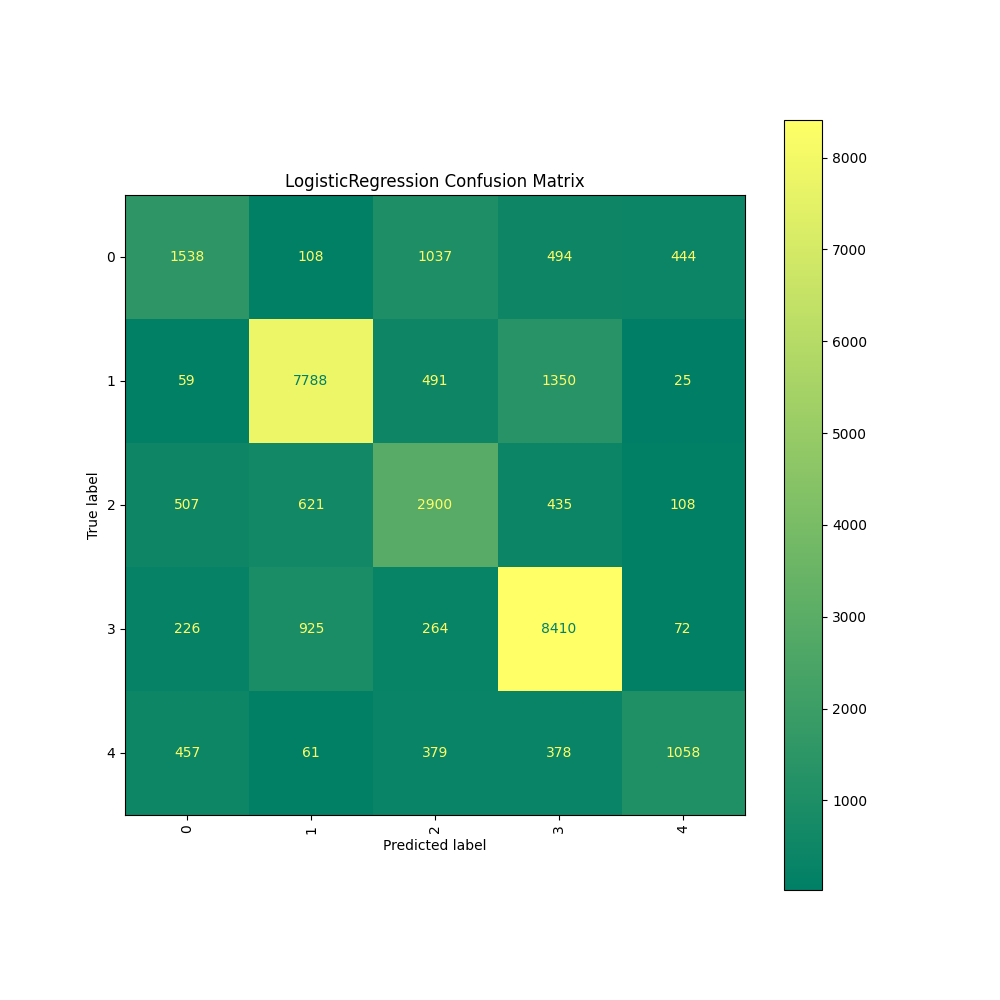 LogisticRegression Confusion Matrix
0 1538 108 1037 494 444
1 59 7788 491 1350 25
2 507 621 2900 435 108
3 226 925 264 8410 72
4 457 61 379 378 1058
0 1 2 3 4
True label
Predicted label
8000
7000
6000
5000
4000
3000
2000
1000